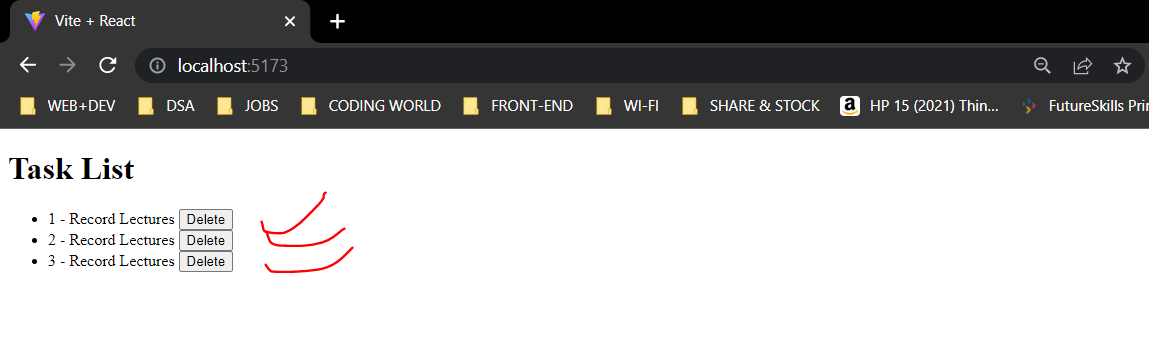 Vite + React
localhost:5173
WEB+DEV DSA JOBS CODING WORLD FRONT-END WI-FI SHARE & STOCK HP 15 (2021) Thin... FutureSkills Pri
Task List
1 - Record Lectures Delete
2 - Record Lectures Delete
3 - Record Lectures Delete